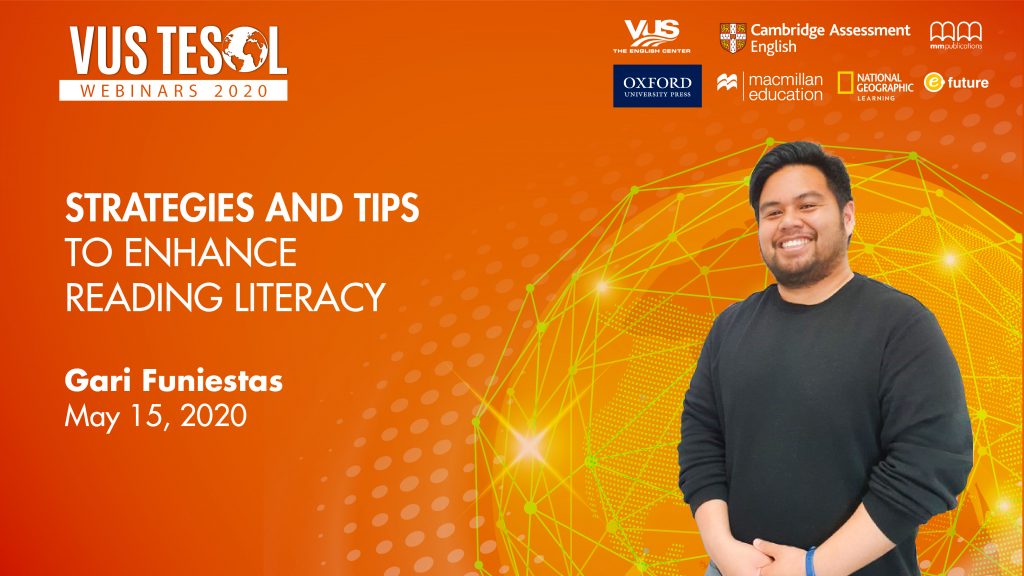 VUS TESOL
WEBINARS 2020
VUS
THE ENGLISH CENTER
Cambridge Assessment
English
mm publications
OXFORD
UNIVERSITY PRESS
macmillan
education
NATIONAL
GEOGRAPHIC
LEARNING
e future
STRATEGIES AND TIPS
TO ENHANCE
READING LITERACY
Gari Funiestas
May 15, 2020